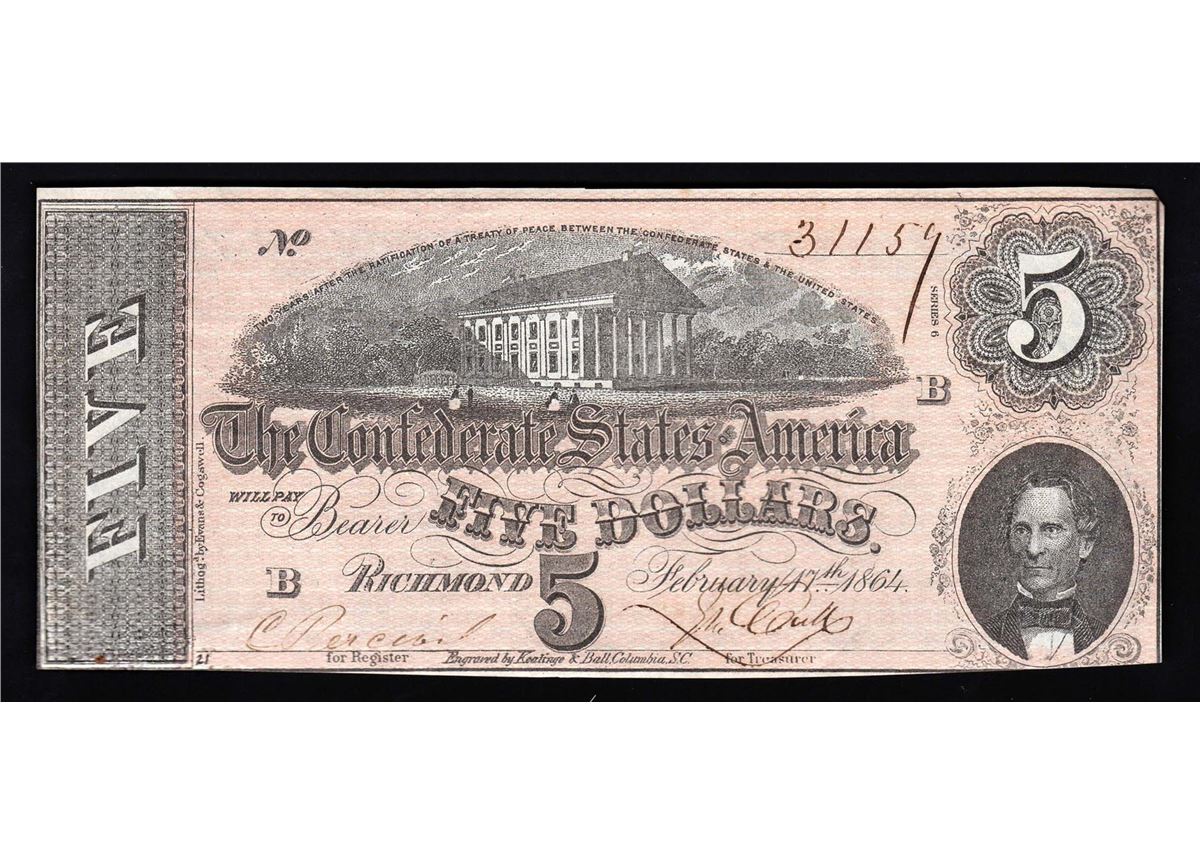 FIVE
No 31159
TWO YEARS AFTER THE RATIFICATION OF A TREATY OF PEACE BETWEEN THE CONFEDERATE STATES & THE UNITED STATES
SERIES 6
5
B
The Confederate States of America
WILL PAY
TO Bearer FIVE DOLLARS.
B RICHMOND 5 February 17th 1864.
Lithog'd by Evans & Cogswell.
21 for Register Engraved by Keatinge & Ball, Columbia, S.C. for Treasurer